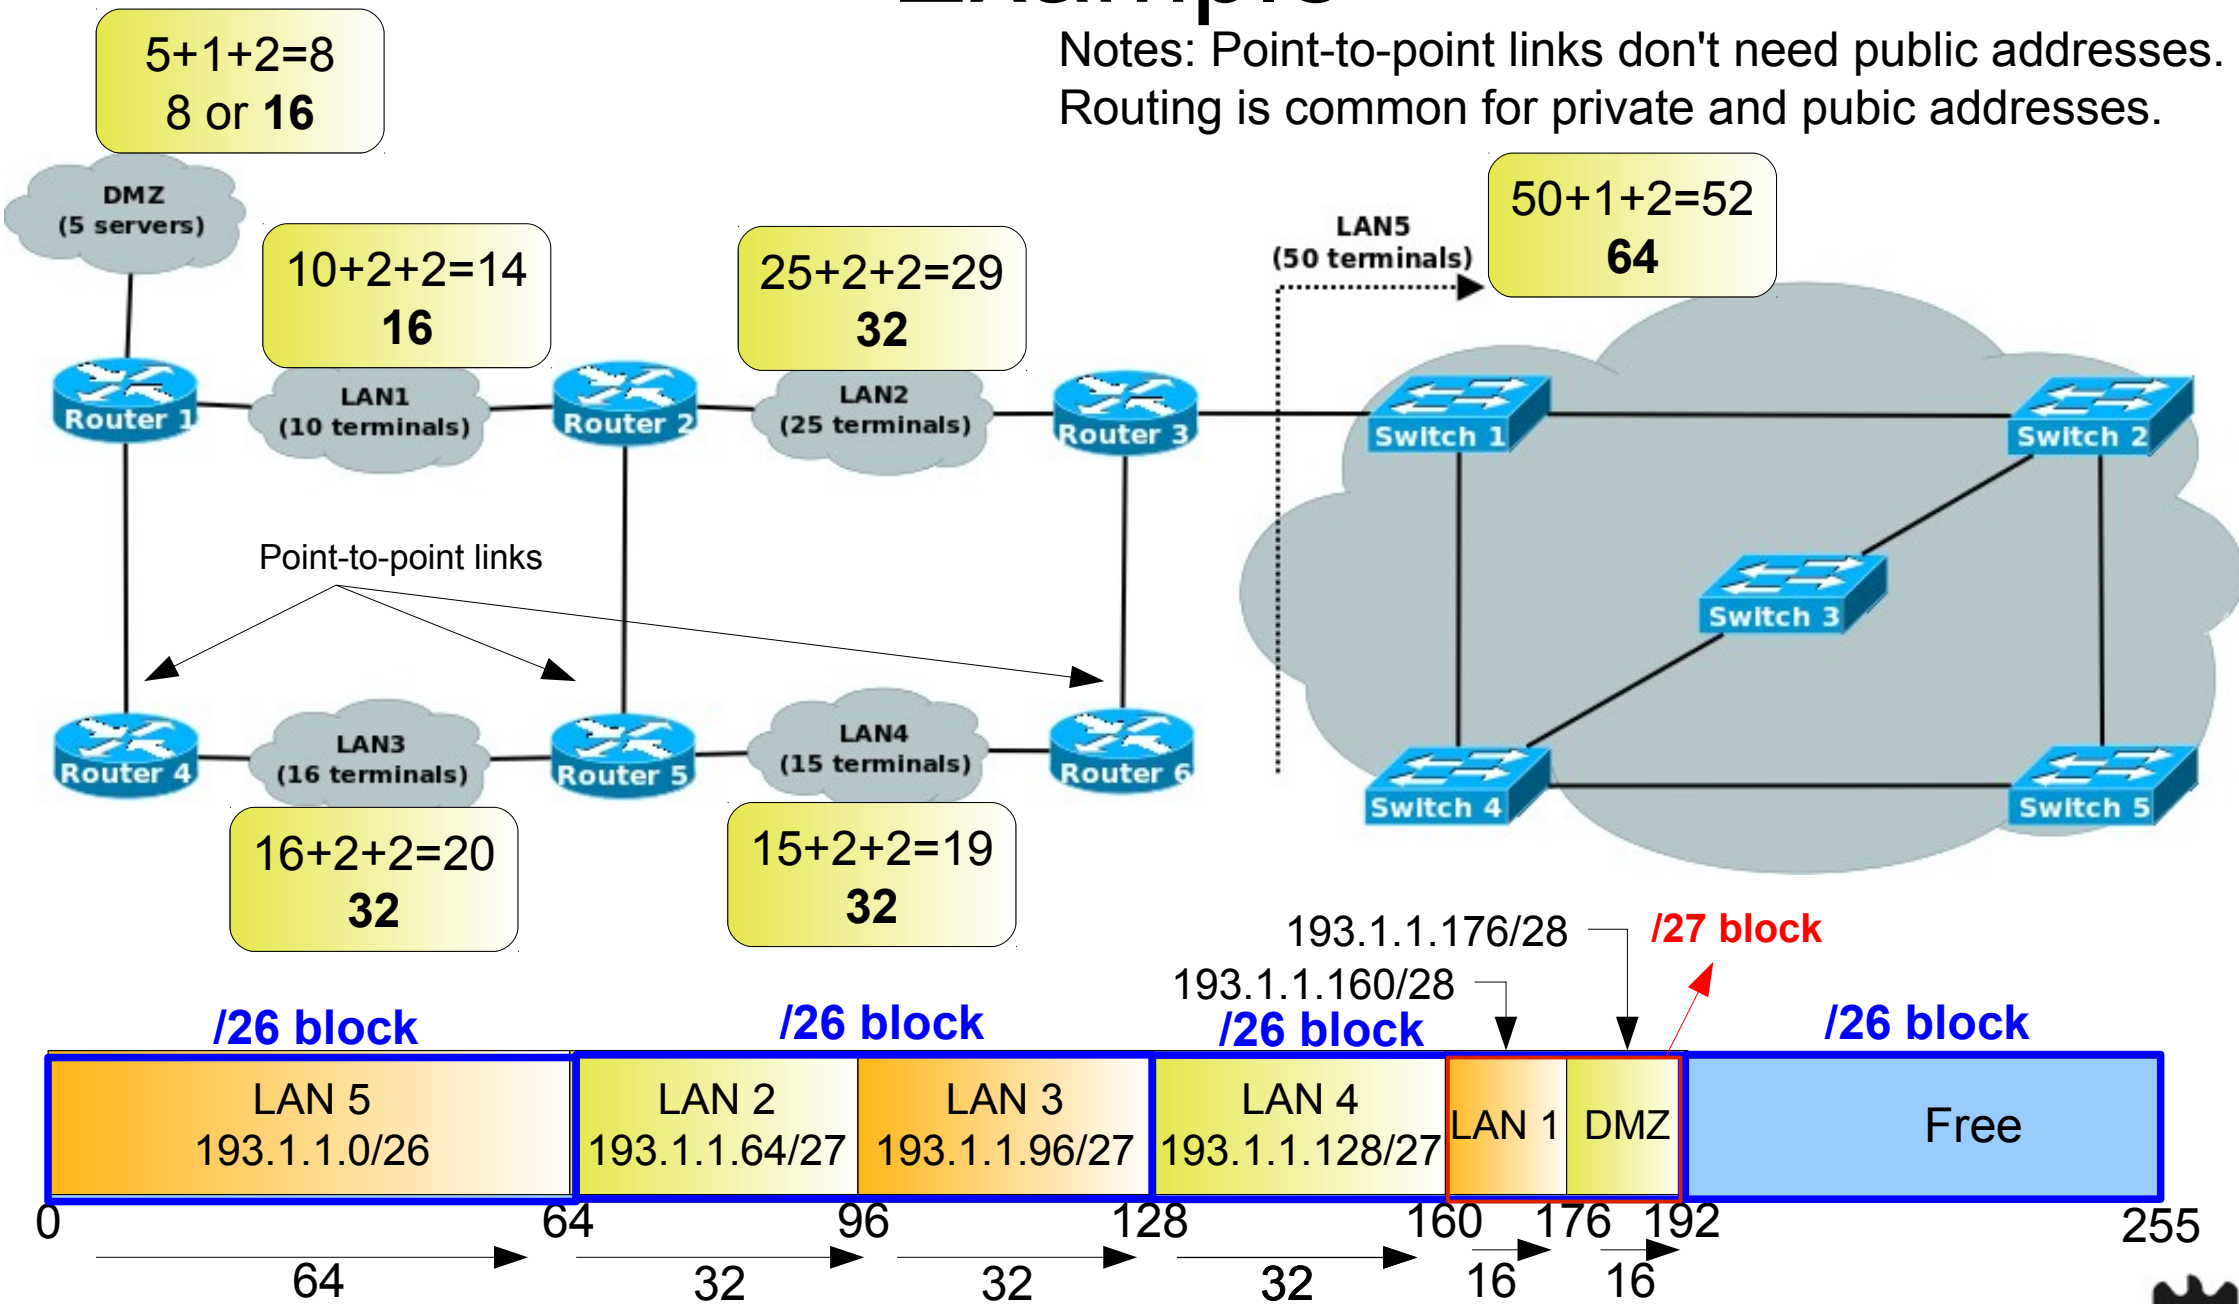 Example
Notes: Point-to-point links don't need public addresses.
Routing is common for private and pubic addresses.
5+1+2=8
8 or 16
DMZ
(5 servers)
10+2+2=14
16
25+2+2=29
32
LAN5
(50 terminals)
50+1+2=52
64
Router 1
LAN1
(10 terminals)
Router 2
LAN2
(25 terminals)
Router 3
Switch 1
Switch 2
Point-to-point links
Switch 3
Router 4
LAN3
(16 terminals)
Router 5
LAN4
(15 terminals)
Router 6
Switch 4
Switch 5
16+2+2=20
32
15+2+2=19
32
193.1.1.176/28
/27 block
193.1.1.160/28
/26 block
/26 block
/26 block
/26 block
LAN 5
193.1.1.0/26
LAN 2
193.1.1.64/27
LAN 3
193.1.1.96/27
LAN 4
193.1.1.128/27
LAN 1
DMZ
Free
0
64
96
128
160
176
192
255
64
32
32
32
16
16